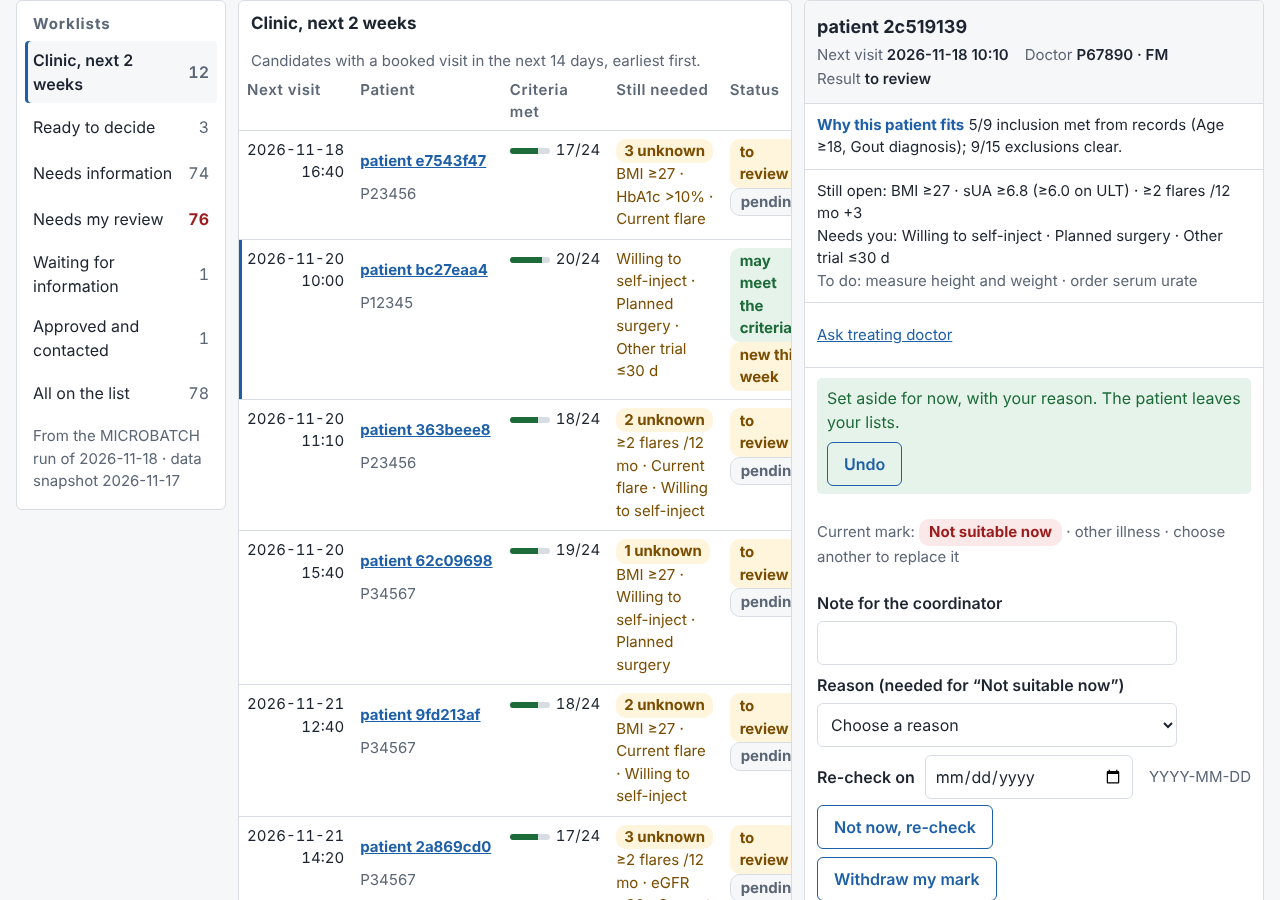 Worklists
Clinic, next 2
weeks
12
Ready to decide
3
Needs information
74
Needs my review
76
Waiting for
information
1
Approved and
contacted
1
All on the list
78
From the MICROBATCH
run of 2026-11-18 · data
snapshot 2026-11-17
Clinic, next 2 weeks
Candidates with a booked visit in the next 14 days, earliest first.
Next visit
Patient
Criteria
met
Still needed
Status
2026-11-18
16:40
patient e7543f47
P23456
17/24
3 unknown
BMI ≥27 ·
HbA1c >10% ·
Current flare
to
review
pendin
2026-11-20
10:00
patient bc27eaa4
P12345
20/24
Willing to
self-inject ·
Planned
surgery ·
Other trial
≤30 d
may
meet
the
criteria
new thi
week
2026-11-20
11:10
patient 363beee8
P23456
18/24
2 unknown
≥2 flares /12
mo · Current
flare · Willing
to self-inject
to
review
pendin
2026-11-20
15:40
patient 62c09698
P34567
19/24
1 unknown
BMI ≥27 ·
Willing to
self-inject ·
Planned
surgery
to
review
pendin
2026-11-21
12:40
patient 9fd213af
P34567
18/24
2 unknown
BMI ≥27 ·
Current flare
· Willing to
self-inject
to
review
pendin
2026-11-21
14:20
patient 2a869cd0
P34567
17/24
3 unknown
≥2 flares /12
mo · eGFR
to
review
pendin
patient 2c519139
Next visit 2026-11-18 10:10 Doctor P67890 · FM
Result to review
Why this patient fits 5/9 inclusion met from records (Age
≥18, Gout diagnosis); 9/15 exclusions clear.
Still open: BMI ≥27 · sUA ≥6.8 (≥6.0 on ULT) · ≥2 flares /12
mo +3
Needs you: Willing to self-inject · Planned surgery · Other
trial ≤30 d
To do: measure height and weight · order serum urate
Ask treating doctor
Set aside for now, with your reason. The patient leaves
your lists.
Undo
Current mark: Not suitable now · other illness · choose
another to replace it
Note for the coordinator
Reason (needed for “Not suitable now”)
Choose a reason
Re-check on
mm/dd/yyyy
YYYY-MM-DD
Not now, re-check
Withdraw my mark